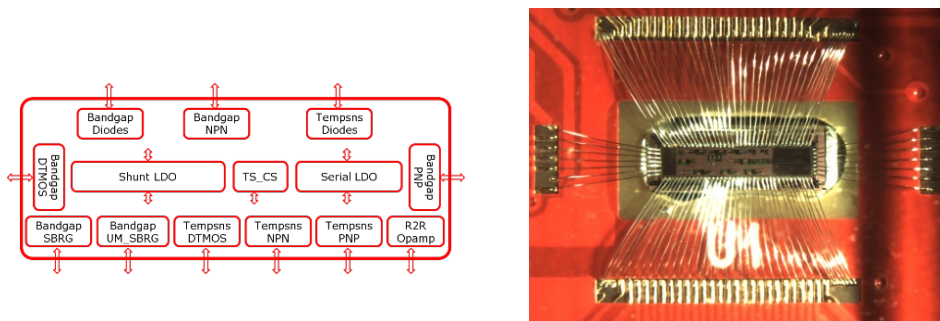 Bandgap
Diodes
Bandgap
NPN
Tempsns
Diodes
Bandgap
DTMOS
Shunt LDO
TS_CS
Serial LDO
Bandgap
PNP
Bandgap
SBRG
Bandgap
UM_SBRG
Tempsns
DTMOS
Tempsns
NPN
Tempsns
PNP
R2R
Opamp